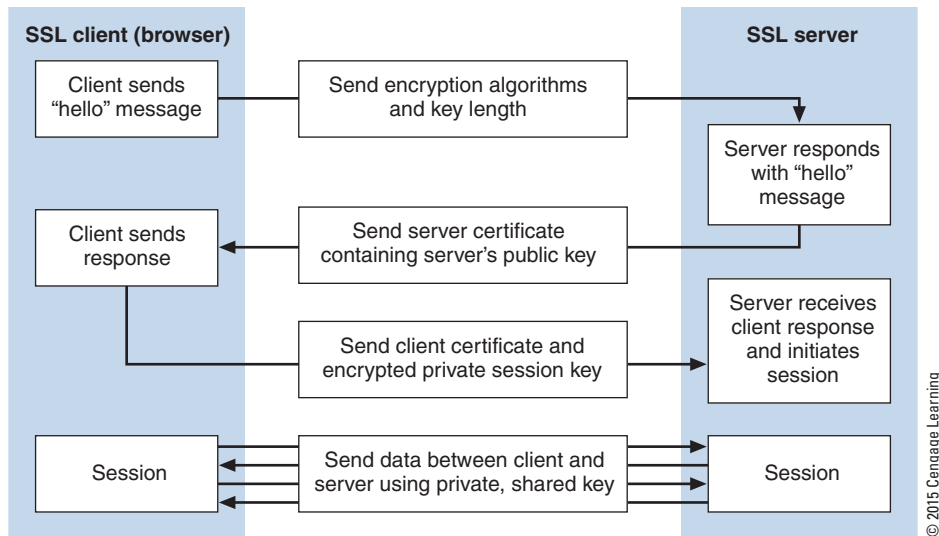 SSL client (browser)
SSL server
Client sends
“hello” message
Send encryption algorithms
and key length
Server responds
with “hello”
message
Send server certificate
containing server’s public key
Client sends
response
Send client certificate and
encrypted private session key
Server receives
client response
and initiates
session
Session
Send data between client and
server using private, shared key
Session
© 2015 Cengage Learning